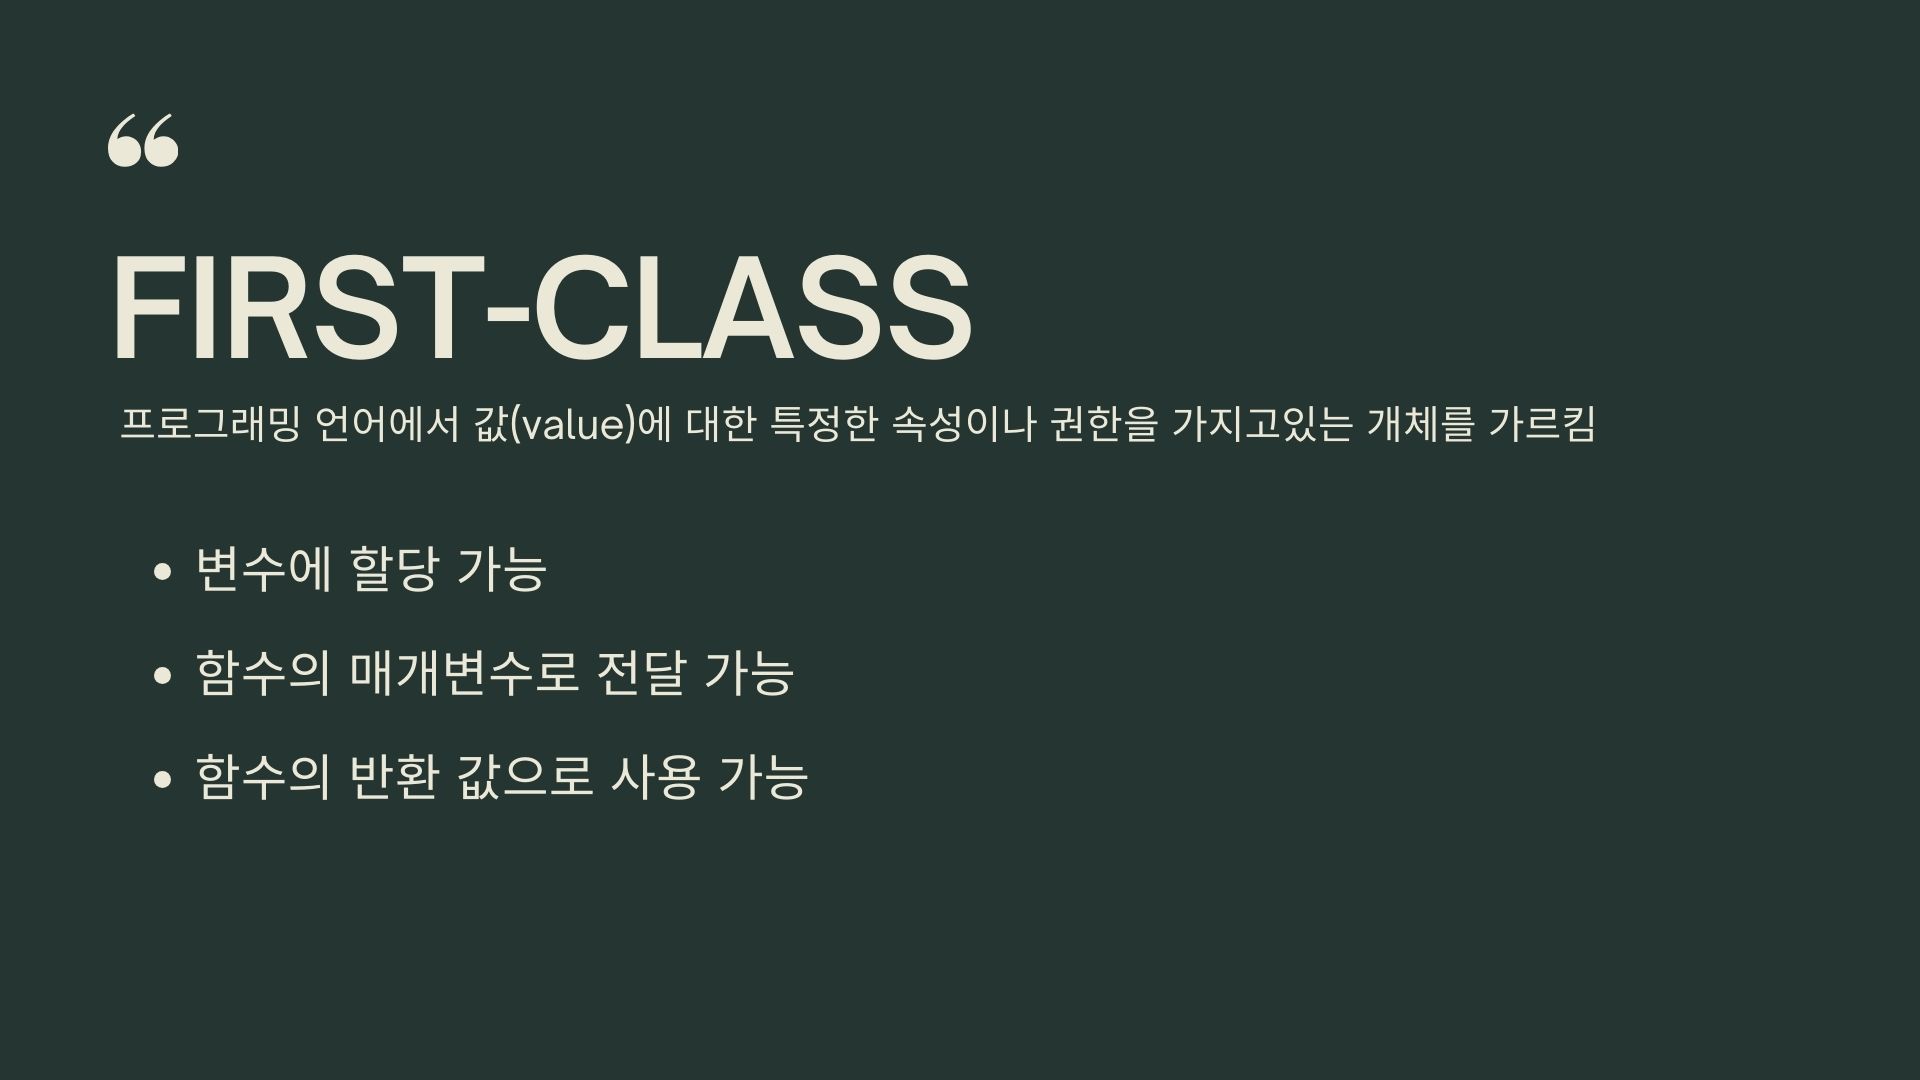 “
FIRST-CLASS
프로그래밍 언어에서 값(value)에 대한 특정한 속성이나 권한을 가지고있는 개체를 가르킴
• 변수에 할당 가능
• 함수의 매개변수로 전달 가능
• 함수의 반환 값으로 사용 가능